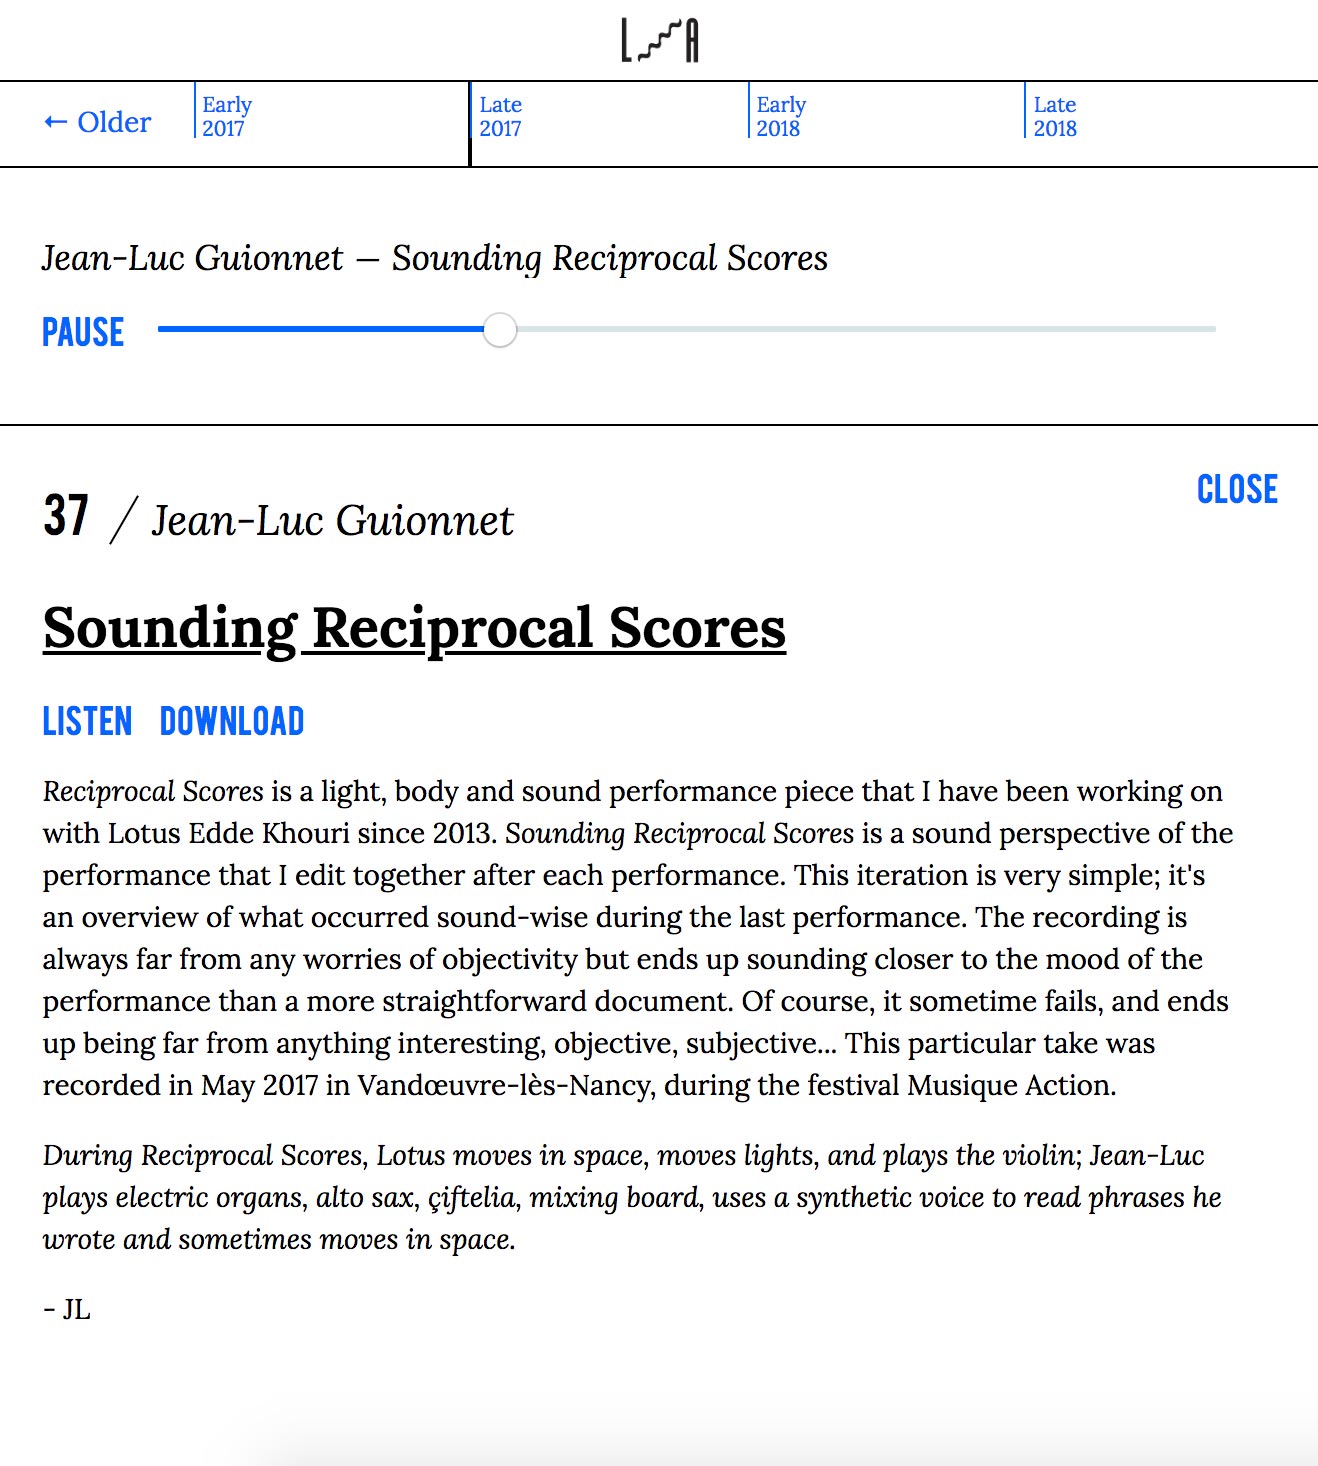 L A
← Older
Early
2017
Late
2017
Early
2018
Late
2018
Jean-Luc Guionnet — Sounding Reciprocal Scores
PAUSE
CLOSE
37 / Jean-Luc Guionnet
Sounding Reciprocal Scores
LISTEN DOWNLOAD
Reciprocal Scores is a light, body and sound performance piece that I have been working on
with Lotus Edde Khouri since 2013. Sounding Reciprocal Scores is a sound perspective of the
performance that I edit together after each performance. This iteration is very simple; it's
an overview of what occurred sound-wise during the last performance. The recording is
always far from any worries of objectivity but ends up sounding closer to the mood of the
performance than a more straightforward document. Of course, it sometime fails, and ends
up being far from anything interesting, objective, subjective... This particular take was
recorded in May 2017 in Vandœuvre-lès-Nancy, during the festival Musique Action.
During Reciprocal Scores, Lotus moves in space, moves lights, and plays the violin; Jean-Luc
plays electric organs, alto sax, çiftelia, mixing board, uses a synthetic voice to read phrases he
wrote and sometimes moves in space.
- JL